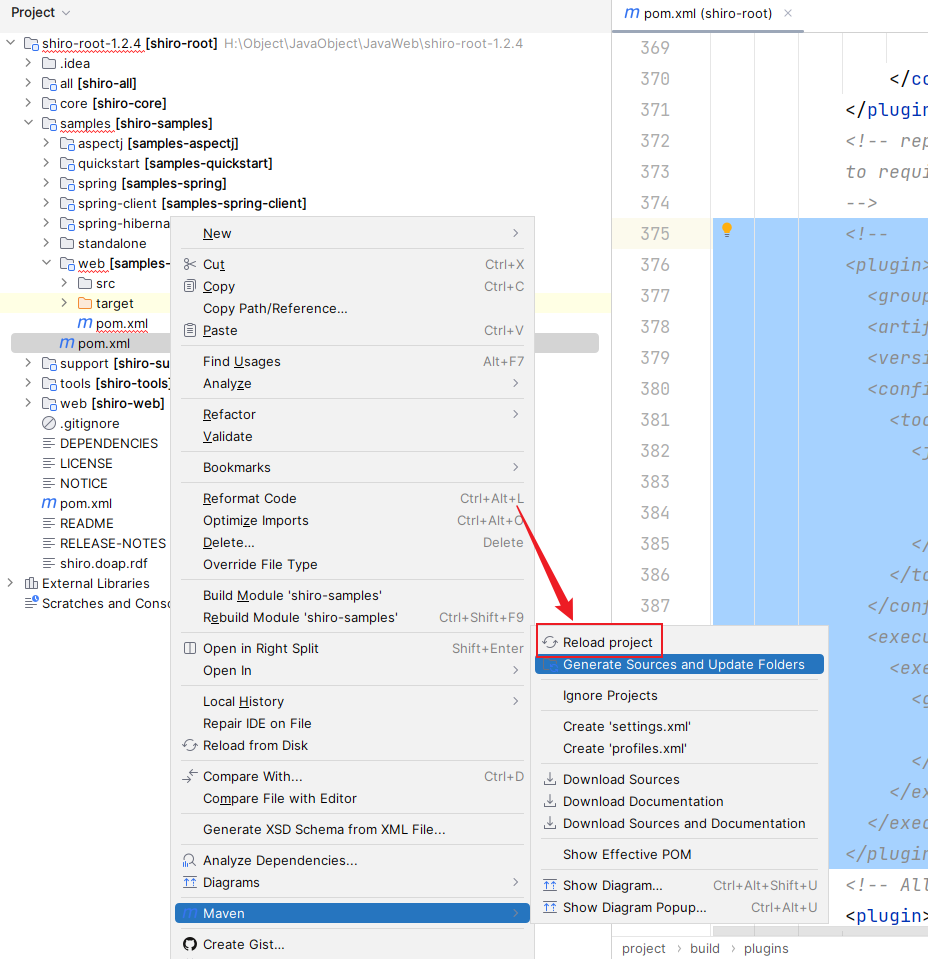 Project
shiro-root-1.2.4 [shiro-root] H:\Object\JavaObject\JavaWeb\shiro-root-1.2.4
.idea
all [shiro-all]
core [shiro-core]
samples [shiro-samples]
aspectj [samples-aspectj]
quickstart [samples-quickstart]
spring [samples-spring]
spring-client [samples-spring-client]
spring-hiberna
standalone
web [samples-
src
target
pom.xml
pom.xml
support [shiro-su
tools [shiro-tools]
web [shiro-web]
.gitignore
DEPENDENCIES
LICENSE
NOTICE
pom.xml
README
RELEASE-NOTES
shiro.doap.rdf
External Libraries
Scratches and Conso
New
Cut Ctrl+X
Copy Ctrl+C
Copy Path/Reference...
Paste Ctrl+V
Find Usages Alt+F7
Analyze
Refactor
Validate
Bookmarks
Reformat Code Ctrl+Alt+L
Optimize Imports Ctrl+Alt+O
Delete... Delete
Override File Type
Build Module 'shiro-samples'
Rebuild Module 'shiro-samples' Ctrl+Shift+F9
Open in Right Split Shift+Enter
Open In
Local History
Repair IDE on File
Reload from Disk
Compare With... Ctrl+D
Compare File with Editor
Generate XSD Schema from XML File...
Analyze Dependencies...
Diagrams
Maven
Create Gist...
Reload project
Generate Sources and Update Folders
Ignore Projects
Create 'settings.xml'
Create 'profiles.xml'
Download Sources
Download Documentation
Download Sources and Documentation
Show Effective POM
Show Diagram... Ctrl+Alt+Shift+U
Show Diagram Popup... Ctrl+Alt+U
pom.xml (shiro-root)
369
370 </co
371 </plugin
372 <!-- rep
373 to requi
374 -->
375 <!--
376 <plugin>
377 <group
378 <artif
379 <versi
380 <confi
381 <too
382 <j
383
384
385 </
386 </to
387 </conf
<execu
<exe
<g
</
</ex
</exec
</plugin
<!-- All
<plugin>
project › build › plugins